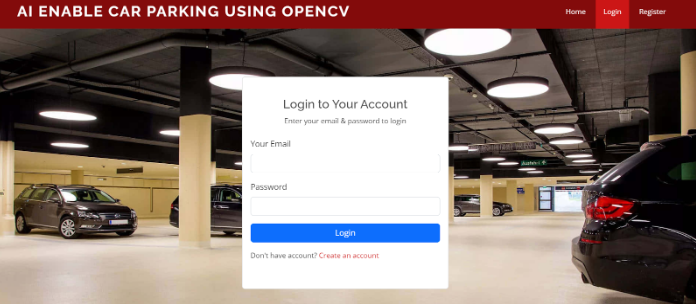 AI ENABLE CAR PARKING USING OPENCV
Home Login Register
Login to Your Account
Enter your email & password to login
Your Email
Password
Login
Don't have account? Create an account
Auto